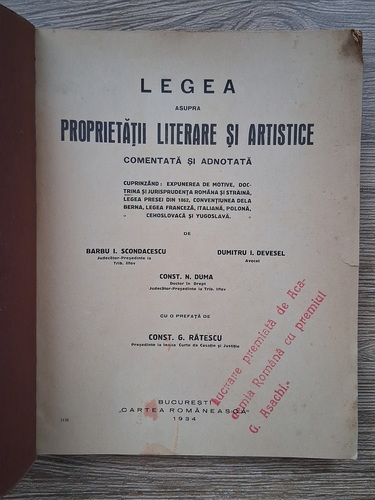 LEGEA
ASUPRA
PROPRIETĂȚII LITERARE ȘI ARTISTICE
COMENTATĂ ȘI ADNOTATĂ
CUPRINZÂND: EXPUNEREA DE MOTIVE, DOC-
TRINA ȘI JURISPRUDENȚA ROMÂNĂ ȘI STRĂINĂ,
LEGEA PRESEI DIN 1862, CONVENȚIUNEA DELA
BERNA, LEGEA FRANCEZĂ, ITALIANĂ, POLONĂ,
CEHOSLOVACĂ ȘI YUGOSLAVĂ.
DE
BARBU I. SCONDACESCU
Judecător-Președinte la
Trib. Ilfov
DUMITRU I. DEVESEL
Avocat
CONST. N. DUMA
Doctor în Drept
Judecător-Președinte la Trib. Ilfov
CU O PREFAȚĂ DE
CONST. G. RĂTESCU
Președinte la Înalta Curte de Casație și Justiție
Lucrare premiată de Aca-
demia Română cu premiul
G. Asachi."
BUCUREȘTI
„CARTEA ROMÂNEASCĂ”
1934